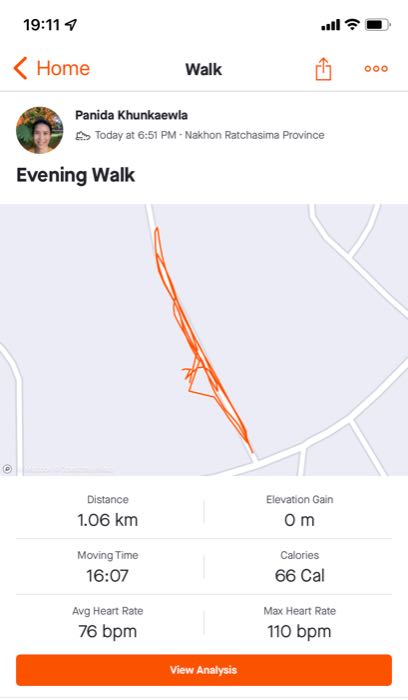 19:11
Home
Walk
Panida Khunkaewla
Today at 6:51 PM · Nakhon Ratchasima Province
Evening Walk
Distance
Elevation Gain
1.06 km
0 m
Moving Time
Calories
16:07
66 Cal
Avg Heart Rate
Max Heart Rate
76 bpm
110 bpm
View Analysis